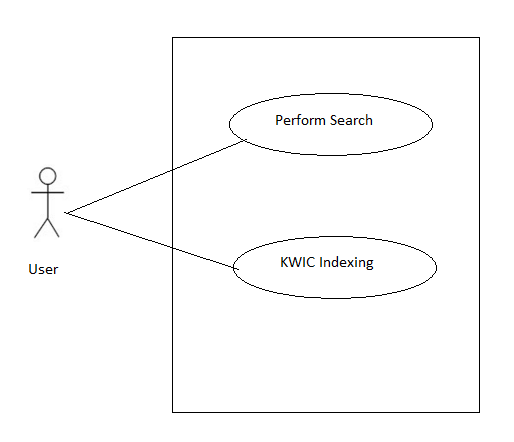 Perform Search
User
KWIC Indexing